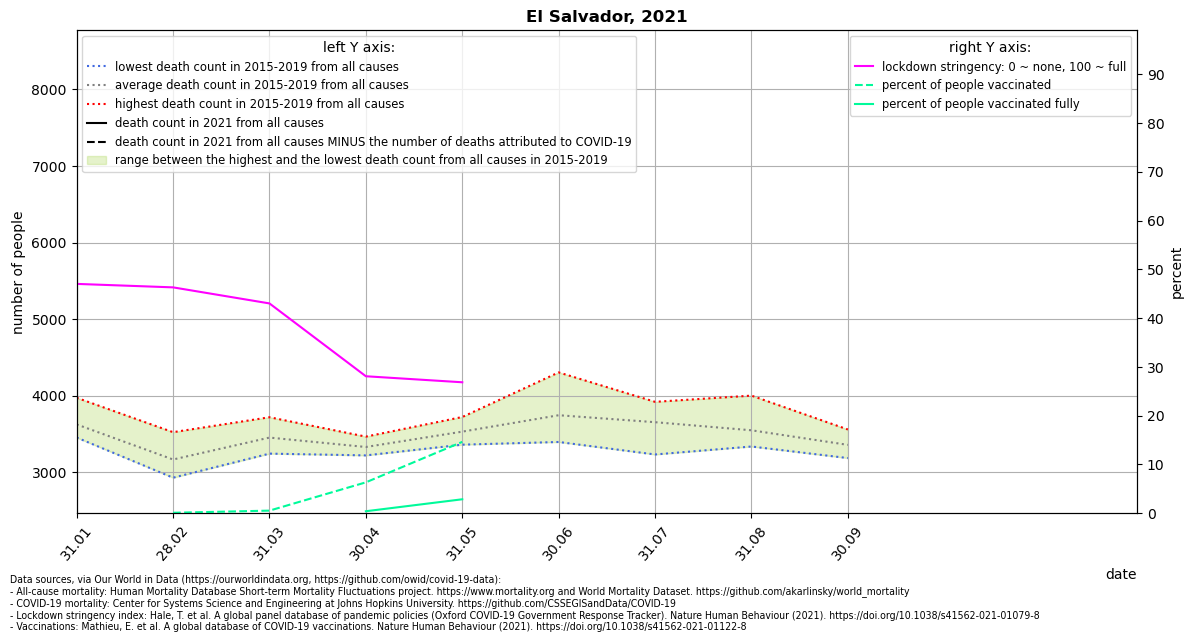 El Salvador, 2021
left Y axis:
lowest death count in 2015-2019 from all causes
average death count in 2015-2019 from all causes
highest death count in 2015-2019 from all causes
death count in 2021 from all causes
death count in 2021 from all causes MINUS the number of deaths attributed to COVID-19
range between the highest and the lowest death count from all causes in 2015-2019
right Y axis:
lockdown stringency: 0 ~ none, 100 ~ full
percent of people vaccinated
percent of people vaccinated fully
number of people
8000
7000
6000
5000
4000
3000
percent
90
80
70
60
50
40
30
20
10
0
31.01
28.02
31.03
30.04
31.05
30.06
31.07
31.08
30.09
date
Data sources, via Our World in Data (https://ourworldindata.org, https://github.com/owid/covid-19-data):
- All-cause mortality: Human Mortality Database Short-term Mortality Fluctuations project. https://www.mortality.org and World Mortality Dataset. https://github.com/akarlinsky/world_mortality
- COVID-19 mortality: Center for Systems Science and Engineering at Johns Hopkins University. https://github.com/CSSEGISandData/COVID-19
- Lockdown stringency index: Hale, T. et al. A global panel database of pandemic policies (Oxford COVID-19 Government Response Tracker). Nature Human Behaviour (2021). https://doi.org/10.1038/s41562-021-01079-8
- Vaccinations: Mathieu, E. et al. A global database of COVID-19 vaccinations. Nature Human Behaviour (2021). https://doi.org/10.1038/s41562-021-01122-8